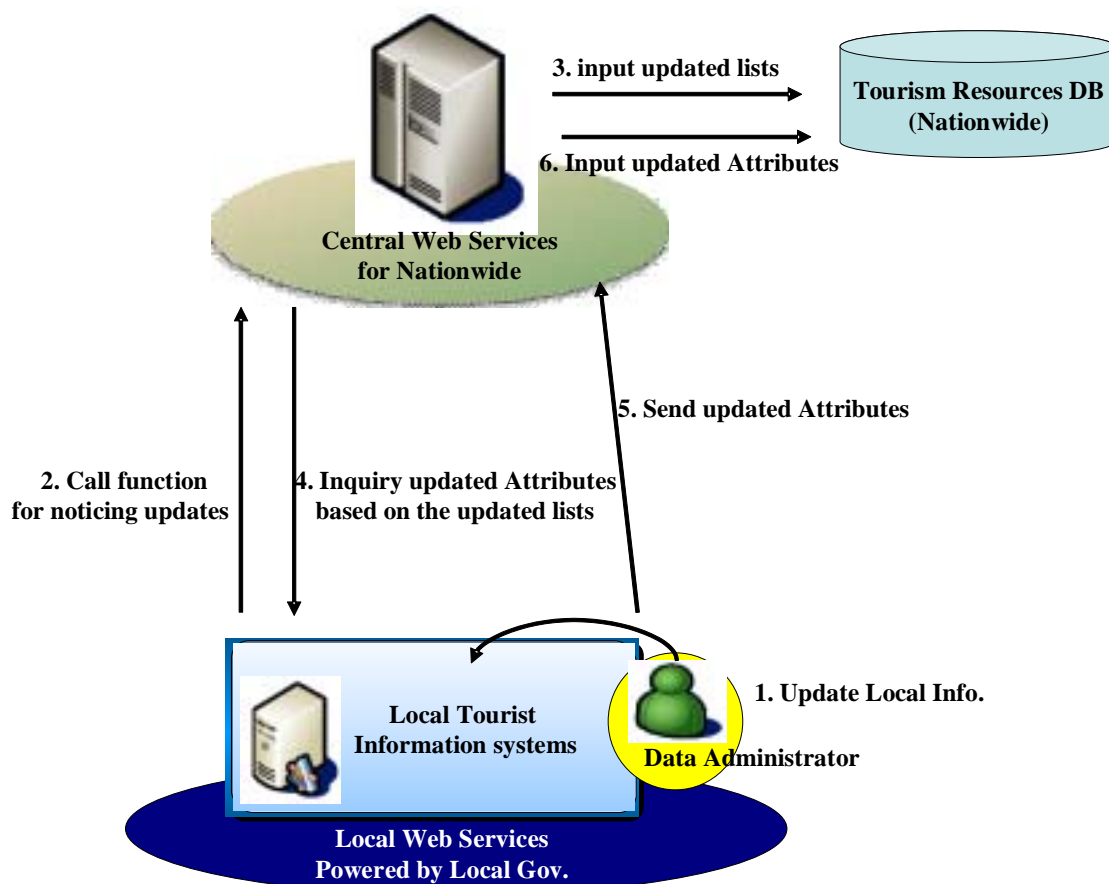 3. input updated lists
Tourism Resources DB
(Nationwide)
6. Input updated Attributes
Central Web Services
for Nationwide
5. Send updated Attributes
2. Call function
for noticing updates
4. Inquiry updated Attributes
based on the updated lists
1. Update Local Info.
Local Tourist
Information systems
Data Administrator
Local Web Services
Powered by Local Gov.